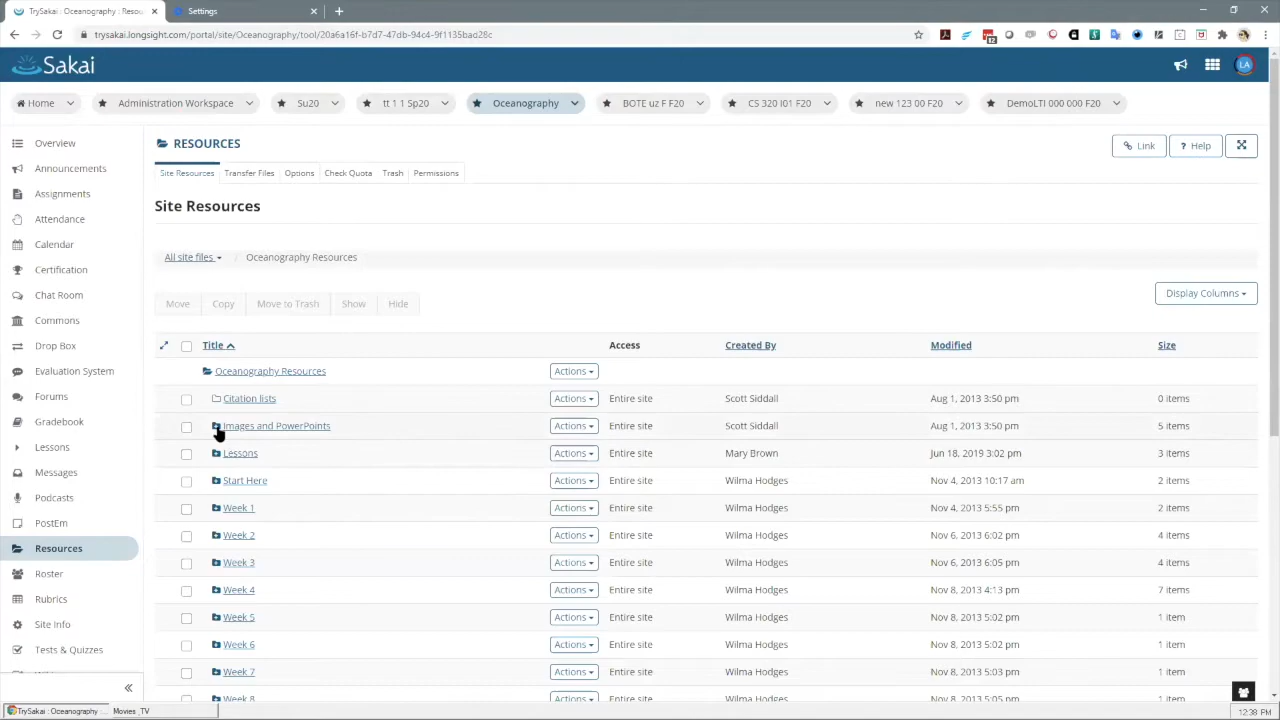 TrySakai : Oceanography : Resou
Settings
trysakai.longsight.com/portal/site/Oceanography/tool/20a6a16f-b7d7-47db-94c4-9f1135bad28c
12
Sakai
LA
Home
Administration Workspace
Su20
tt 1 1 Sp20
Oceanography
BOTE uz F F20
CS 320 I01 F20
new 123 00 F20
DemoLTI 000 000 F20
Overview
Announcements
Assignments
Attendance
Calendar
Certification
Chat Room
Commons
Drop Box
Evaluation System
Forums
Gradebook
Lessons
Messages
Podcasts
PostEm
Resources
Roster
Rubrics
Site Info
Tests & Quizzes
RESOURCES
Link
? Help
Site Resources Transfer Files Options Check Quota Trash Permissions
Site Resources
All site files / Oceanography Resources
Move Copy Move to Trash Show Hide
Display Columns
Title Access Created By Modified Size
Oceanography Resources Actions
Citation lists Actions Entire site Scott Siddall Aug 1, 2013 3:50 pm 0 items
Images and PowerPoints Actions Entire site Scott Siddall Aug 1, 2013 3:50 pm 5 items
Lessons Actions Entire site Mary Brown Jun 18, 2019 3:02 pm 3 items
Start Here Actions Entire site Wilma Hodges Nov 4, 2013 10:17 am 2 items
Week 1 Actions Entire site Wilma Hodges Nov 4, 2013 5:55 pm 2 items
Week 2 Actions Entire site Wilma Hodges Nov 6, 2013 6:02 pm 4 items
Week 3 Actions Entire site Wilma Hodges Nov 6, 2013 6:05 pm 4 items
Week 4 Actions Entire site Wilma Hodges Nov 8, 2013 4:13 pm 7 items
Week 5 Actions Entire site Wilma Hodges Nov 8, 2013 5:02 pm 1 item
Week 6 Actions Entire site Wilma Hodges Nov 8, 2013 5:02 pm 1 item
Week 7 Actions Entire site Wilma Hodges Nov 8, 2013 5:03 pm 1 item
Week 8 Actions Entire site Wilma Hodges Nov 8, 2013 5:05 pm 1 item
TrySakai : Oceanography ...
Movies _TV
12:38 PM